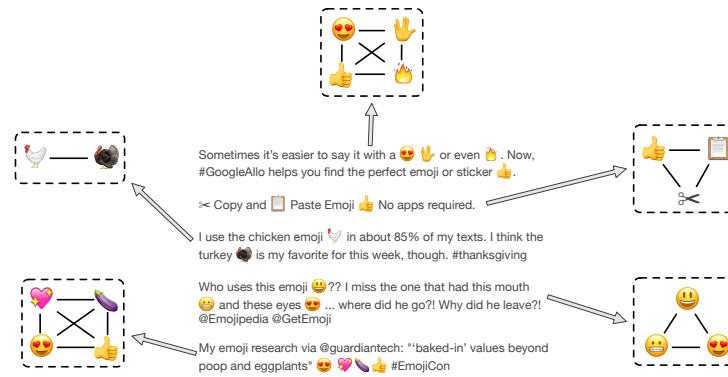 Sometimes it's easier to say it with a 😍 🖖 or even 🔥. Now,
#GoogleAllo helps you find the perfect emoji or sticker 👍.
✂ Copy and 📋 Paste Emoji 👍 No apps required.
I use the chicken emoji 🐓 in about 85% of my texts. I think the
turkey 🦃 is my favorite for this week, though. #thanksgiving
Who uses this emoji 😃?? I miss the one that had this mouth
😬 and these eyes 😍 ... where did he go?! Why did he leave?!
@Emojipedia @GetEmoji
My emoji research via @guardiantech: "'baked-in' values beyond
poop and eggplants" 😍 💖🍆👍 #EmojiCon